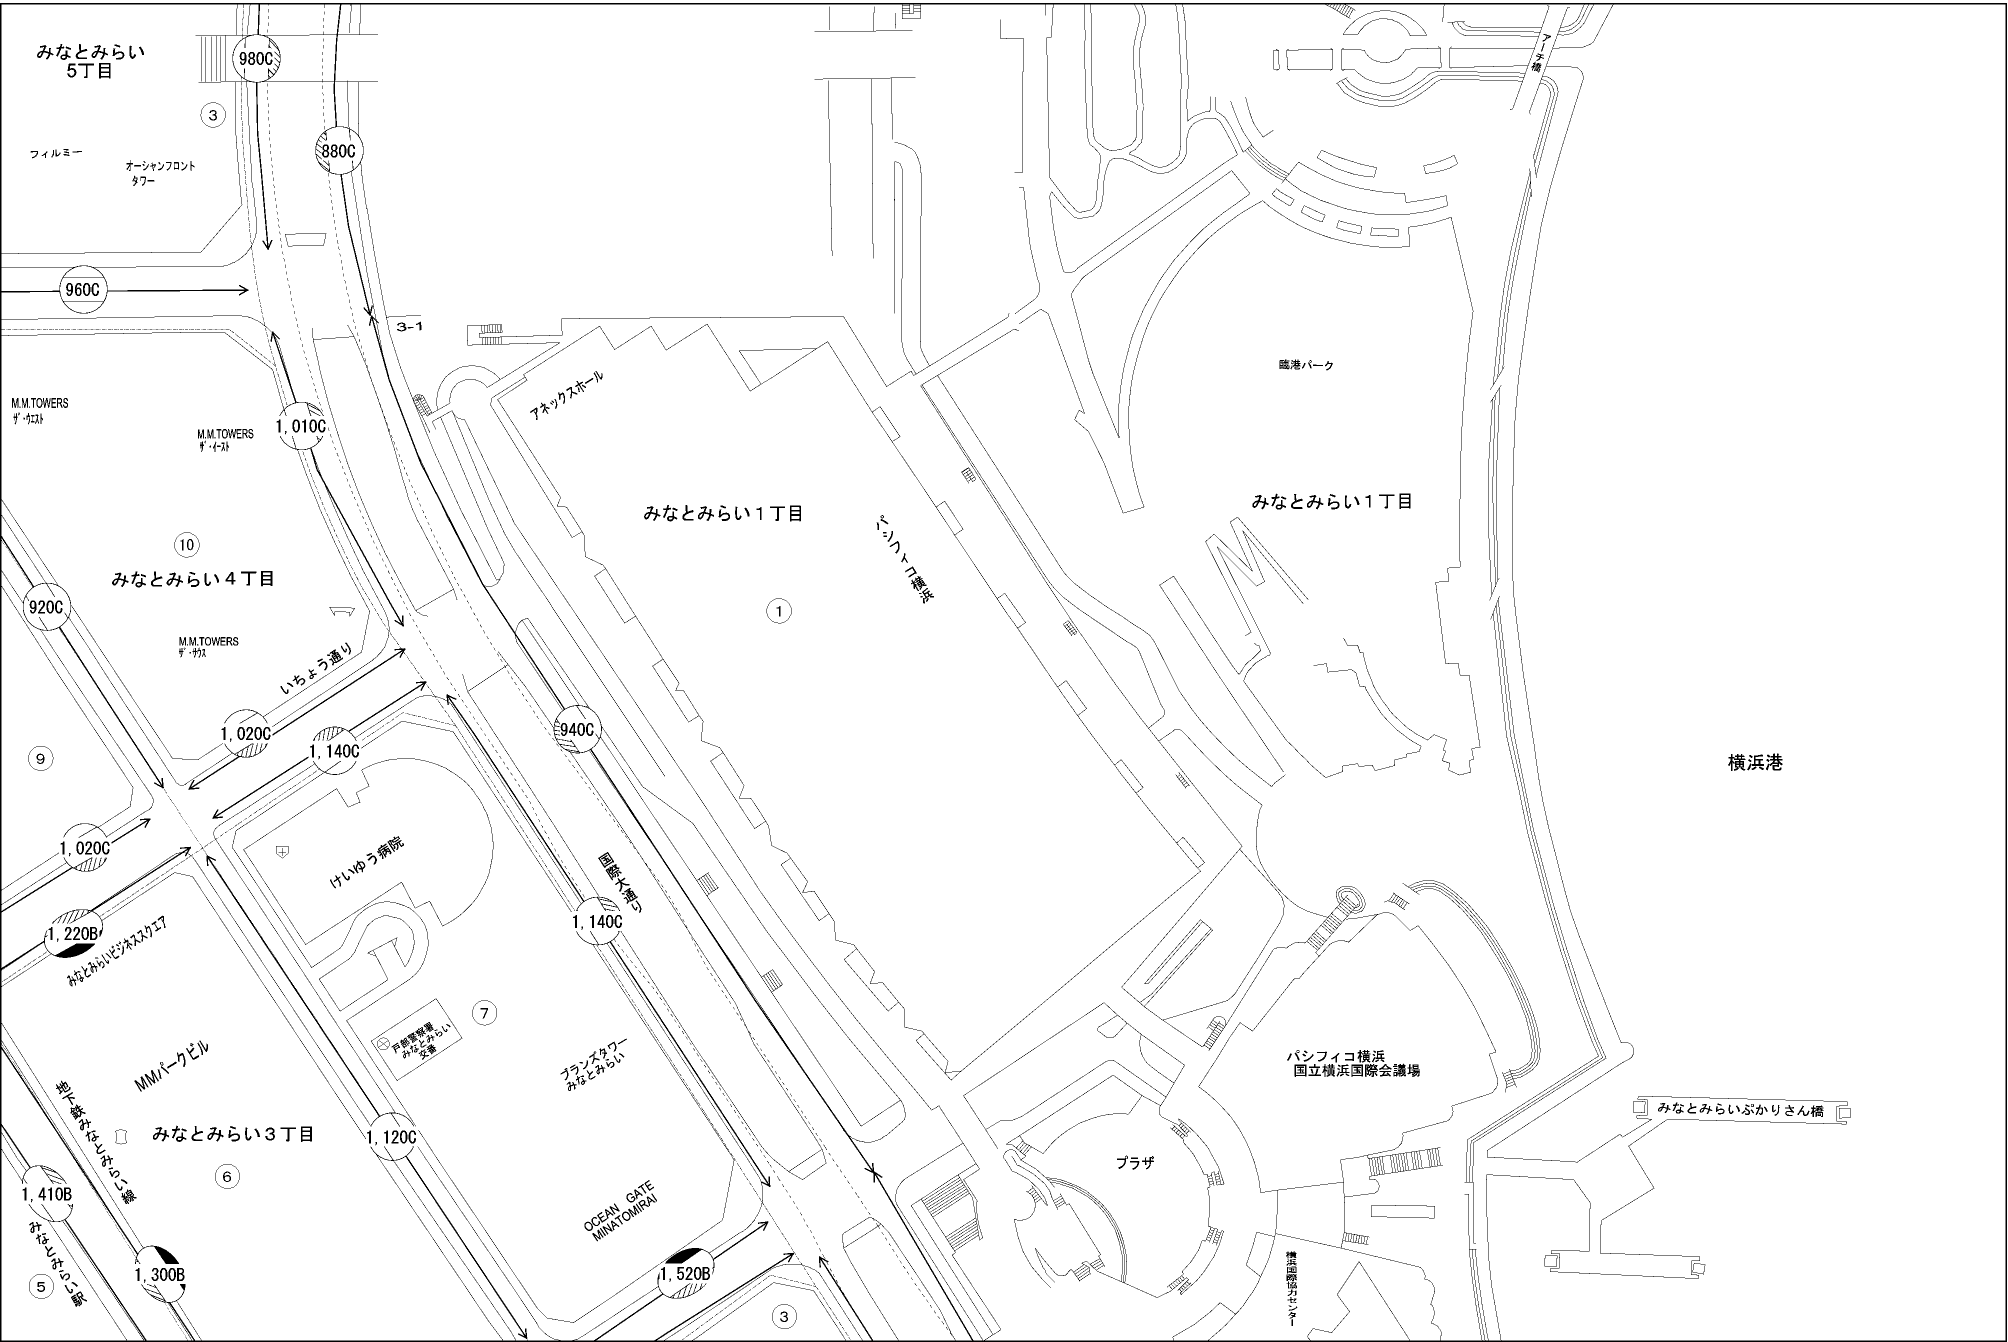 みなとみらい
5丁目
980C
3
880C
フィルミー
オーシャンフロント
タワー
アーチ橋
960C
3-1
臨港パーク
アネックスホール
M.M.TOWERS
ザ・ウエスト
1,010C
M.M.TOWERS
ザ・イースト
みなとみらい1丁目
みなとみらい1丁目
パシフィコ横浜
10
みなとみらい4丁目
920C
1
M.M.TOWERS
ザ・サウス
いちょう通り
1,020C
1,140C
940C
9
横浜港
1,020C
けいゆう病院
国際大通り
1,140C
1,220B
みなとみらいビジネススクエア
7
戸部警察署
みなとみらい
交番
MMパークビル
ブランズタワー
みなとみらい
パシフィコ横浜
国立横浜国際会議場
みなとみらいぷかりさん橋
地下鉄みなとみらい線
みなとみらい3丁目
1,120C
プラザ
6
1,410B
みなとみらい駅
OCEAN GATE
MINATOMIRAI
5
1,300B
1,520B
横浜国際協力センター
3